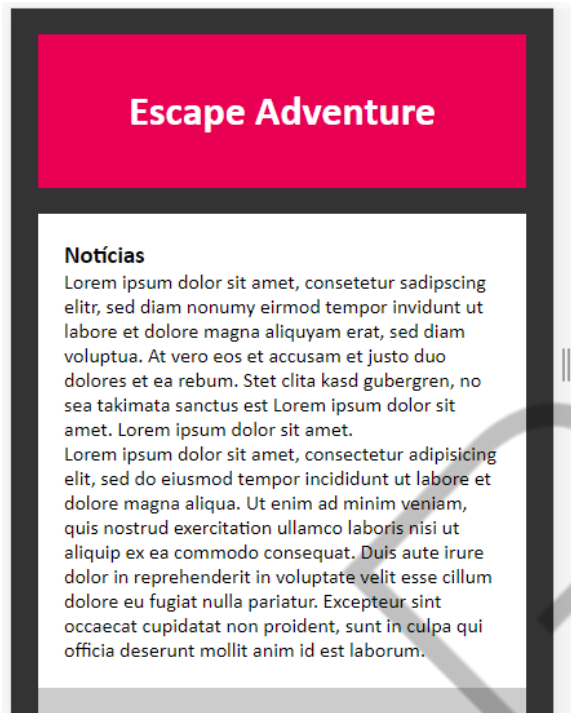 Escape Adventure
Notícias
Lorem ipsum dolor sit amet, consetetur sadipscing
elitr, sed diam nonumy eirmod tempor invidunt ut
labore et dolore magna aliquyam erat, sed diam
voluptua. At vero eos et accusam et justo duo
dolores et ea rebum. Stet clita kasd gubergren, no
sea takimata sanctus est Lorem ipsum dolor sit
amet. Lorem ipsum dolor sit amet.
Lorem ipsum dolor sit amet, consectetur adipisicing
elit, sed do eiusmod tempor incididunt ut labore et
dolore magna aliqua. Ut enim ad minim veniam,
quis nostrud exercitation ullamco laboris nisi ut
aliquip ex ea commodo consequat. Duis aute irure
dolor in reprehenderit in voluptate velit esse cillum
dolore eu fugiat nulla pariatur. Excepteur sint
occaecat cupidatat non proident, sunt in culpa qui
officia deserunt mollit anim id est laborum.